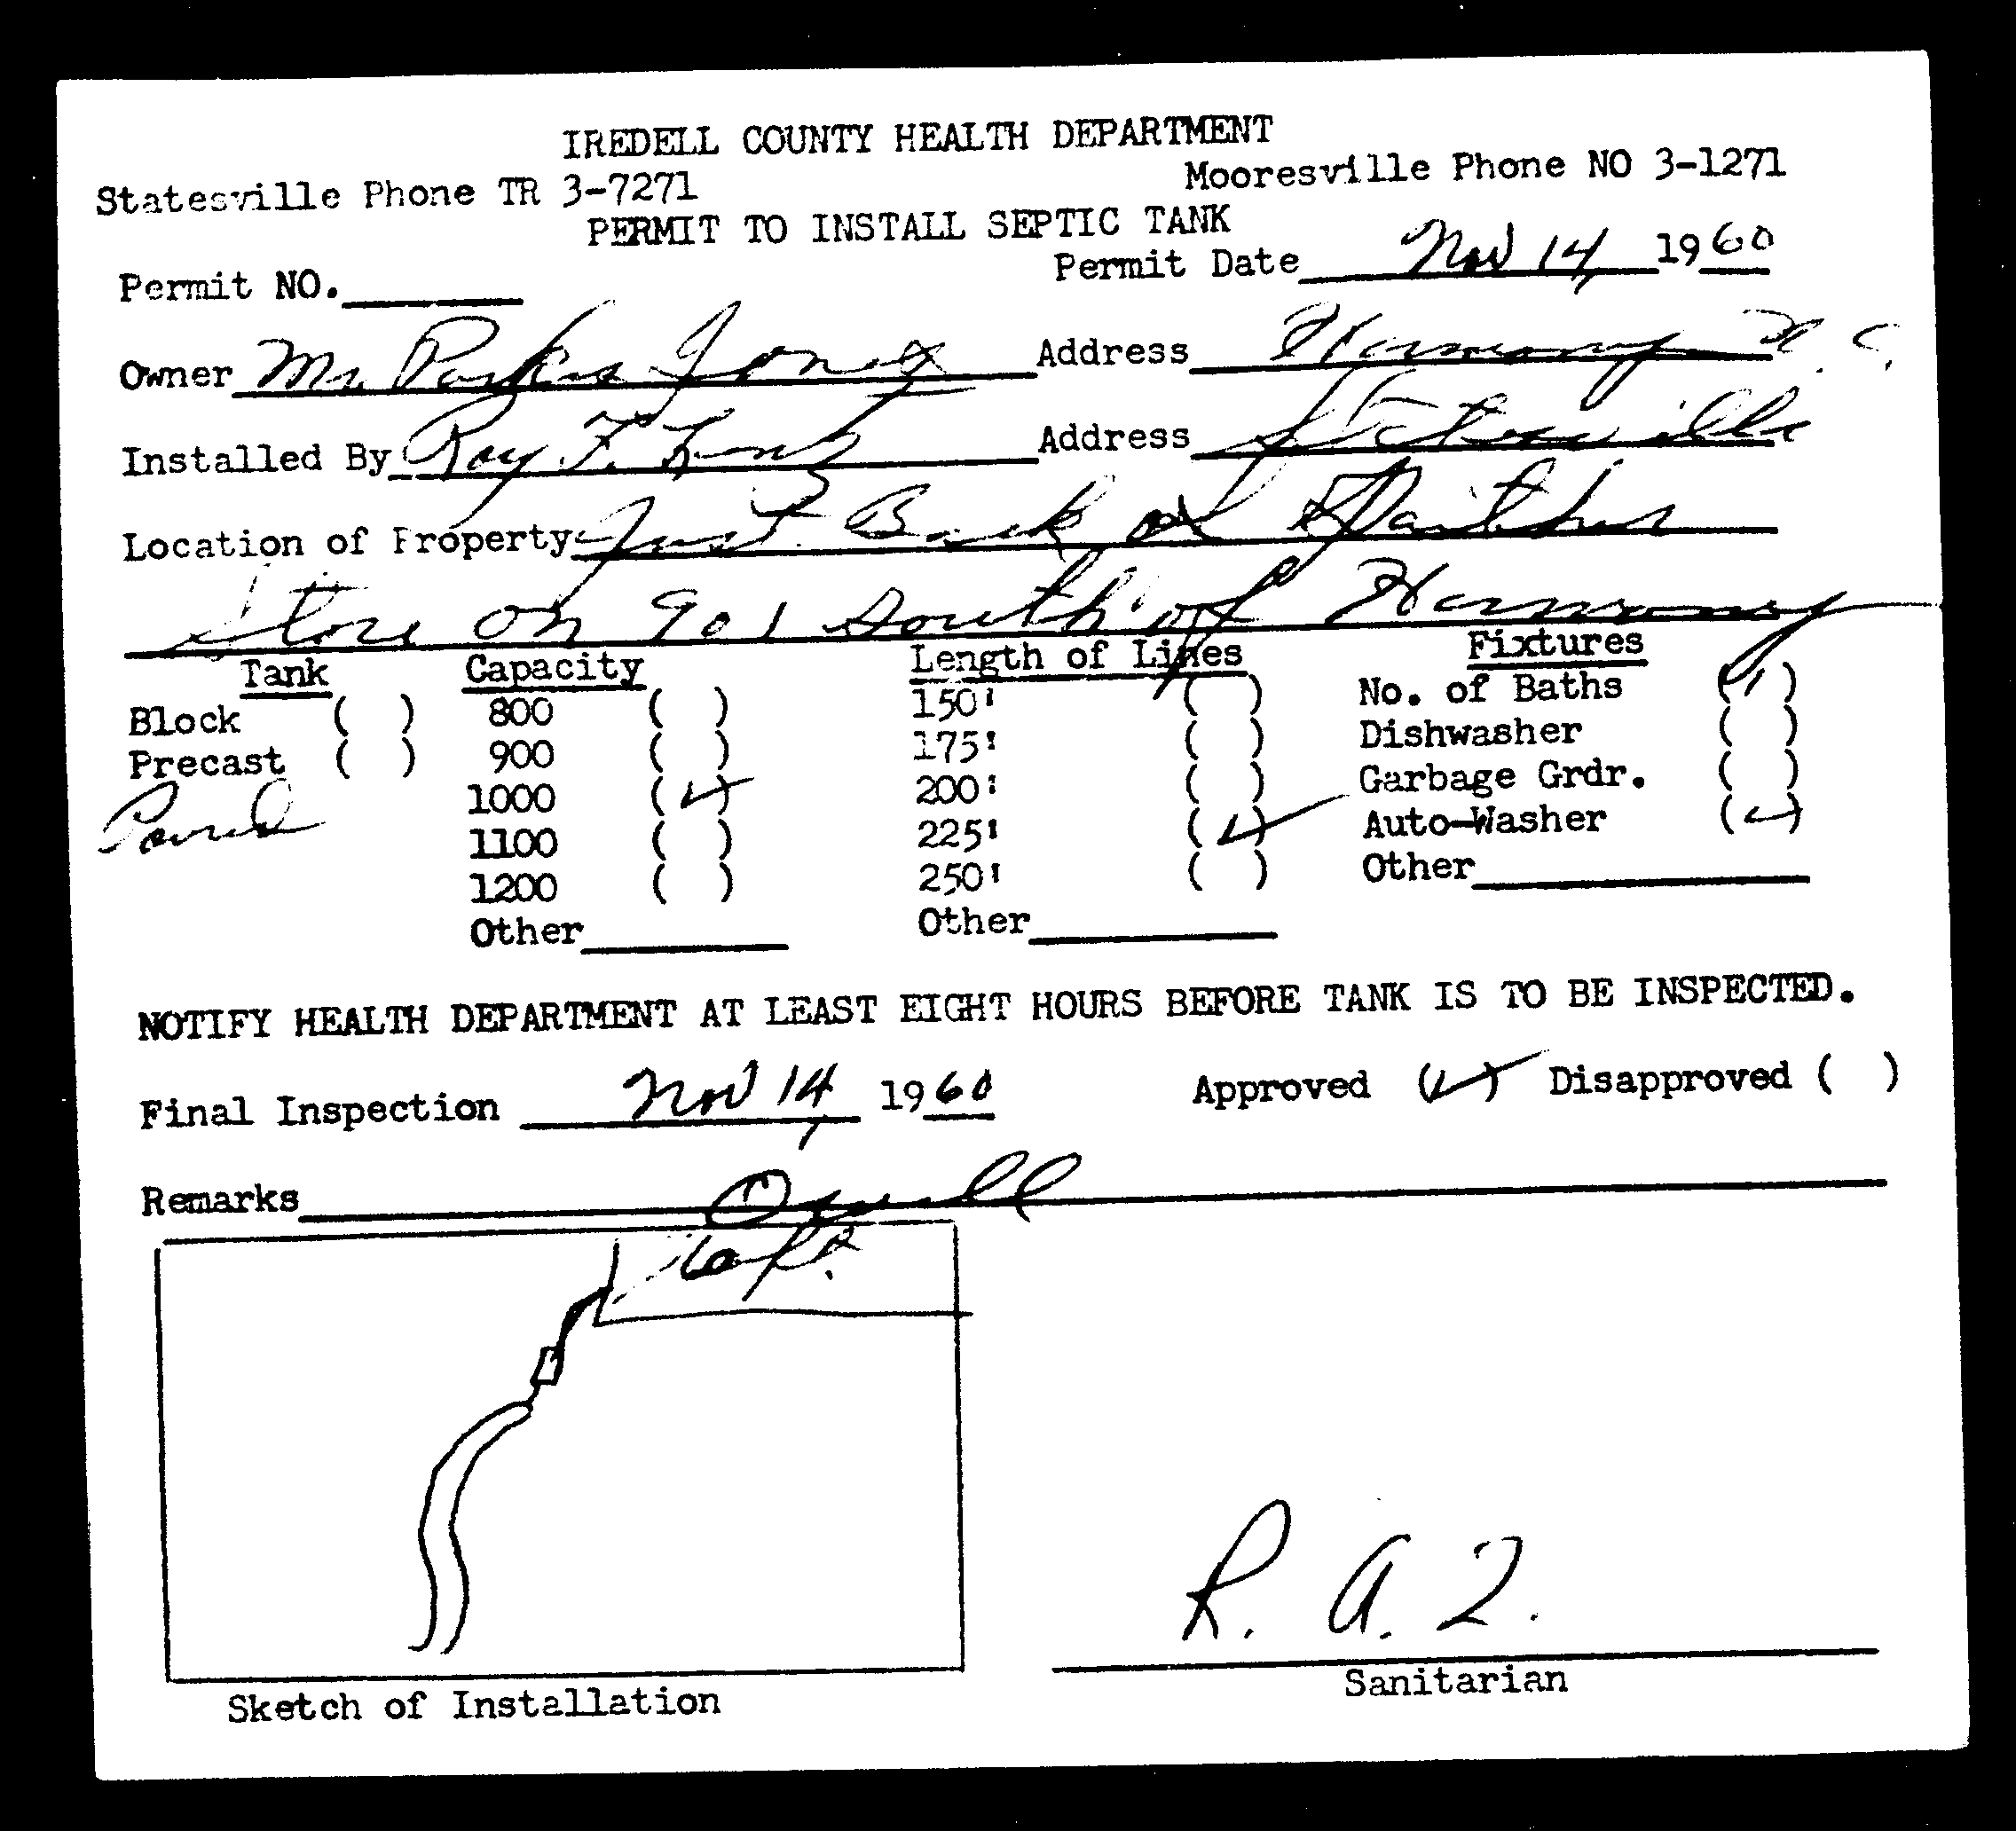 IREDELL COUNTY HEALTH DEPARTMENT
Statesville Phone TR 3-7271 Mooresville Phone NO 3-1271
PERMIT TO INSTALL SEPTIC TANK
Permit NO. Permit Date Nov 14, 1960
Owner Mr. Parks Jones Address Harmony N.C.
Installed By Ray F. Address Statesville
Location of Property Just Back of
Store on 901 South of Harmony
Tank Capacity Length of Lines Fixtures
Block ( ) 800 ( ) 150' ( ) No. of Baths (1)
Precast ( ) 900 ( ) 175' ( ) Dishwasher ( )
Poured 1000 (✓) 200' ( ) Garbage Grdr. ( )
1100 ( ) 225' (✓) Auto-Washer (✓)
1200 ( ) 250' ( ) Other
Other Other
NOTIFY HEALTH DEPARTMENT AT LEAST EIGHT HOURS BEFORE TANK IS TO BE INSPECTED.
Final Inspection Nov 14, 1960 Approved (✓) Disapproved ( )
Remarks
R. A. 2.
Sketch of Installation Sanitarian